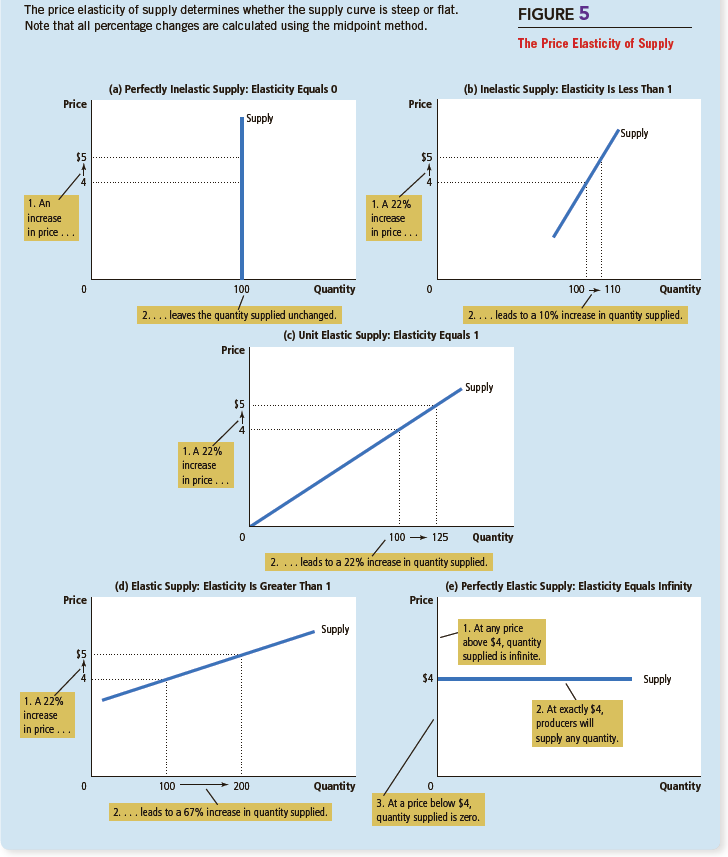 The price elasticity of supply determines whether the supply curve is steep or flat.
Note that all percentage changes are calculated using the midpoint method.
FIGURE 5
The Price Elasticity of Supply
(a) Perfectly Inelastic Supply: Elasticity Equals 0
Price
Supply
$5
4
1. An
increase
in price . . .
0
100
Quantity
2. . . . leaves the quantity supplied unchanged.
(b) Inelastic Supply: Elasticity Is Less Than 1
Price
Supply
$5
4
1. A 22%
increase
in price . . .
0
100
110
Quantity
2. . . . leads to a 10% increase in quantity supplied.
(c) Unit Elastic Supply: Elasticity Equals 1
Price
Supply
$5
4
1. A 22%
increase
in price . . .
0
100
125
Quantity
2. . . . leads to a 22% increase in quantity supplied.
(d) Elastic Supply: Elasticity Is Greater Than 1
Price
Supply
$5
4
1. A 22%
increase
in price . . .
0
100
200
Quantity
2. . . . leads to a 67% increase in quantity supplied.
(e) Perfectly Elastic Supply: Elasticity Equals Infinity
Price
1. At any price
above $4, quantity
supplied is infinite.
$4
Supply
2. At exactly $4,
producers will
supply any quantity.
0
Quantity
3. At a price below $4,
quantity supplied is zero.